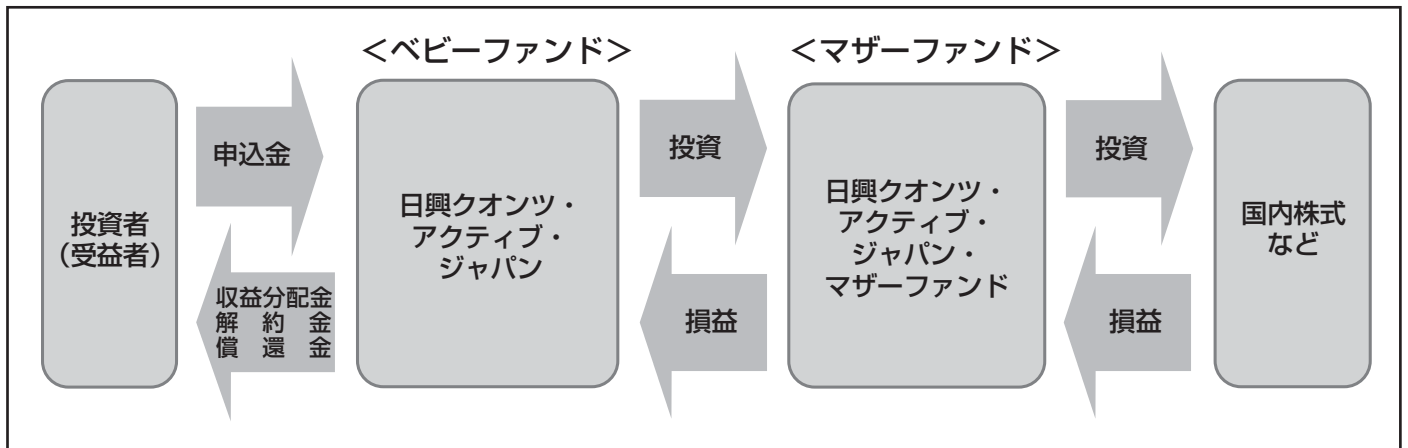 ＜ベビーファンド＞
＜マザーファンド＞
投資者
（受益者）
申込金
収益分配金
解約金
償還金
日興クオンツ・
アクティブ・
ジャパン
投資
損益
日興クオンツ・
アクティブ・
ジャパン・
マザーファンド
投資
損益
国内株式
など